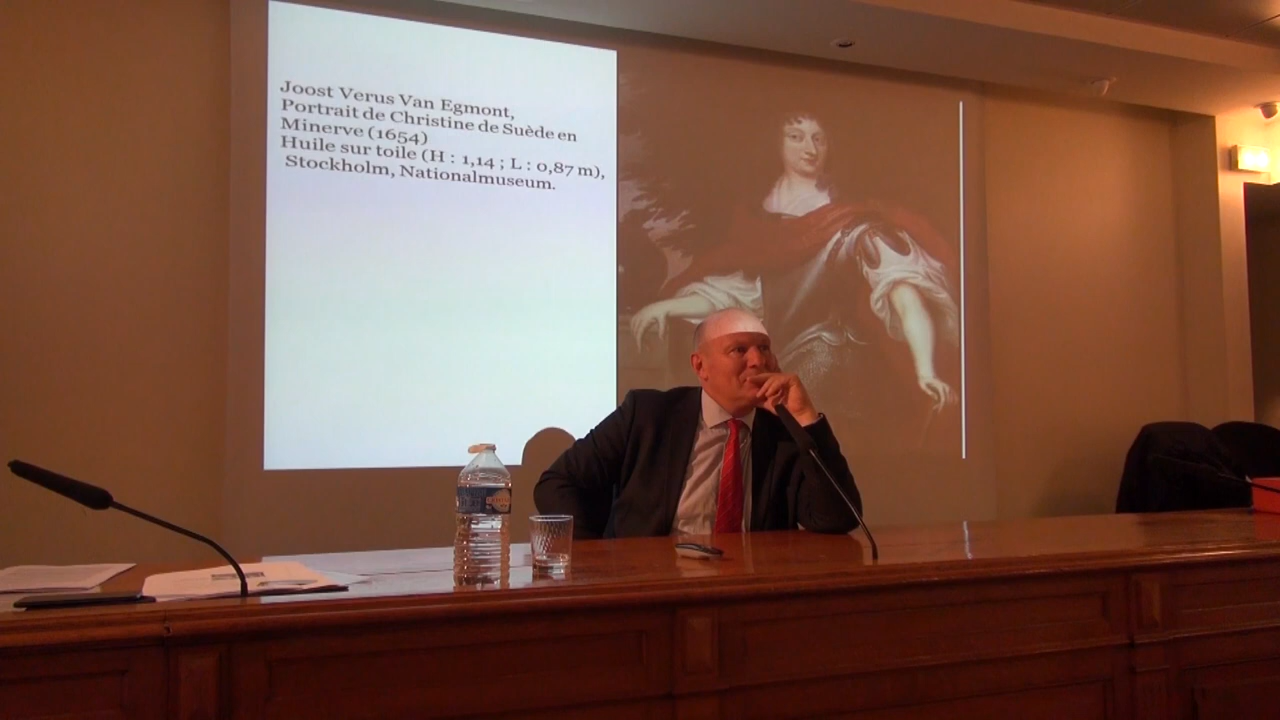 Joost Verus Van Egmont,
Portrait de Christine de Suède en
Minerve (1654)
Huile sur toile (H : 1,14 ; L : 0,87 m),
Stockholm, Nationalmuseum.